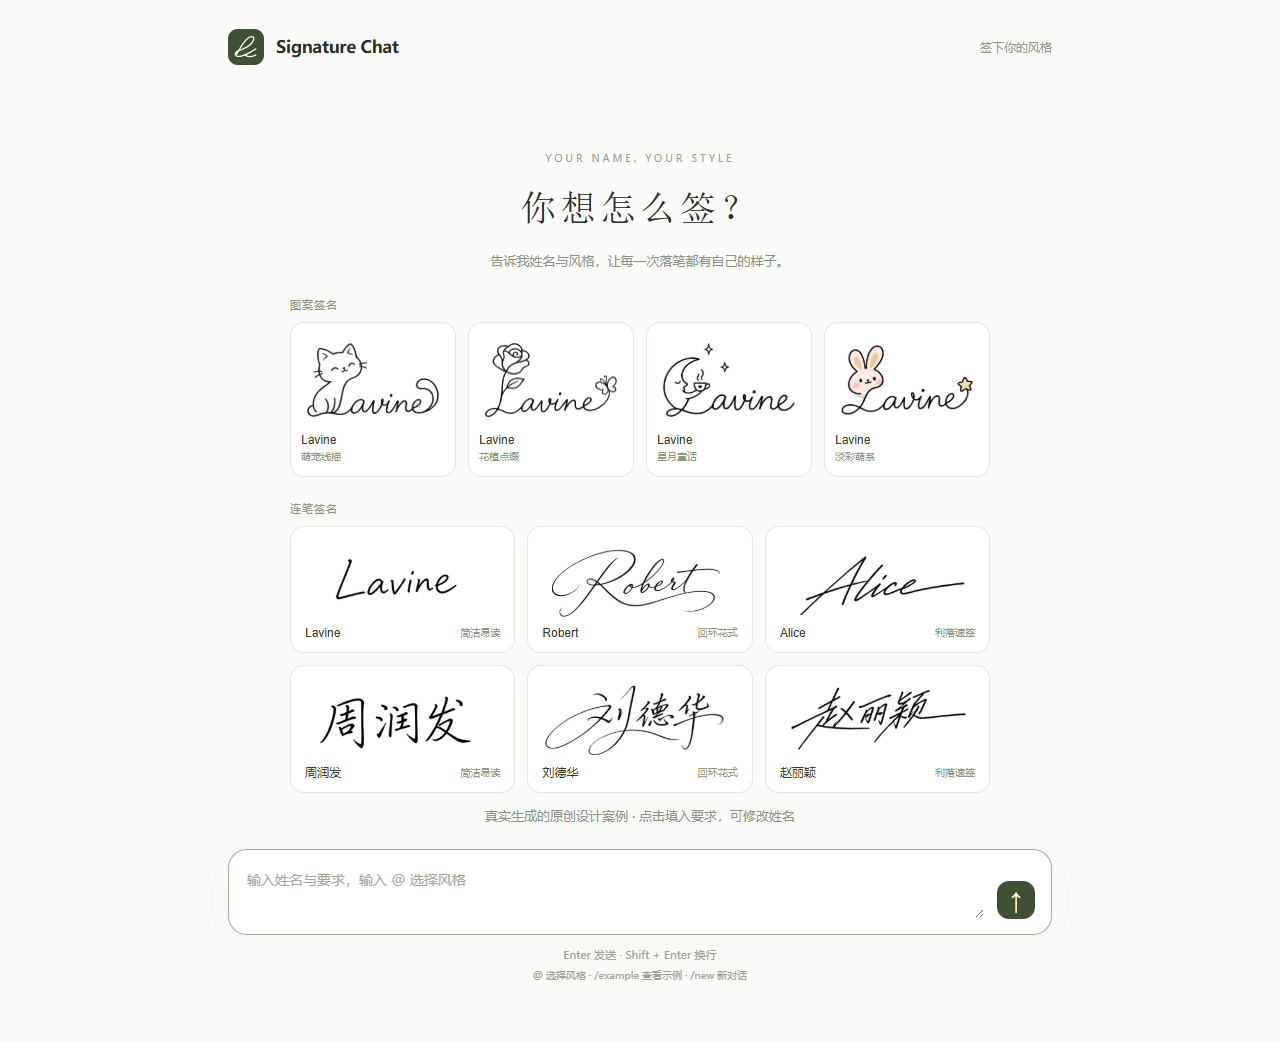 Signature Chat
签下你的风格
YOUR NAME, YOUR STYLE
你想怎么签？
告诉我姓名与风格，让每一次落笔都有自己的样子。
图案签名
Lavine
Lavine
萌宠线描
Lavine
Lavine
花植点缀
Lavine
Lavine
星月童话
Lavine
Lavine
淡彩萌系
连笔签名
Lavine
Lavine 简洁易读
Robert
Robert 回环花式
Alice
Alice 利落速签
周润发
周润发 简洁易读
刘德华
刘德华 回环花式
赵丽颖
赵丽颖 利落速签
真实生成的原创设计案例 · 点击填入要求，可修改姓名
输入姓名与要求，输入 @ 选择风格
Enter 发送 · Shift + Enter 换行
@ 选择风格 · /example 查看示例 · /new 新对话